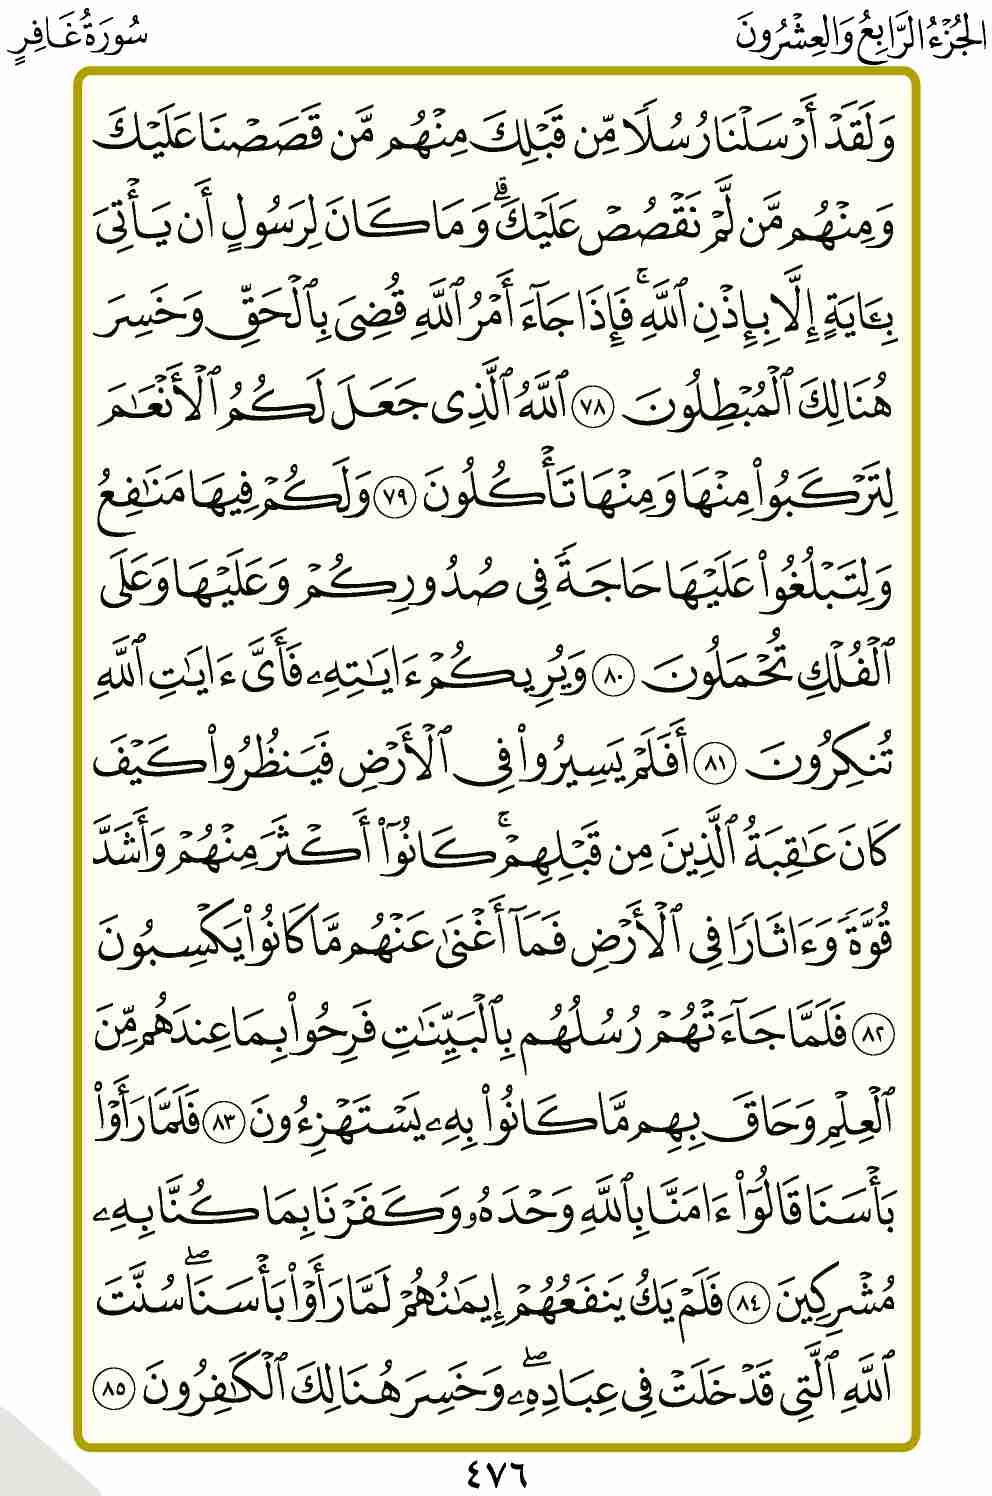 الجُزْءُ الرَّابِعُ وَالعِشْرُونَ
سُورَةُ غَافِرٍ
وَلَقَدْ أَرْسَلْنَا رُسُلًا مِّن قَبْلِكَ مِنْهُم مَّن قَصَصْنَا عَلَيْكَ
وَمِنْهُم مَّن لَّمْ نَقْصُصْ عَلَيْكَ ۗ وَمَا كَانَ لِرَسُولٍ أَن يَأْتِىَ
بِـَٔايَةٍ إِلَّا بِإِذْنِ ٱللَّهِ ۚ فَإِذَا جَآءَ أَمْرُ ٱللَّهِ قُضِىَ بِٱلْحَقِّ وَخَسِرَ
هُنَالِكَ ٱلْمُبْطِلُونَ ٧٨ ٱللَّهُ ٱلَّذِى جَعَلَ لَكُمُ ٱلْأَنْعَٰمَ
لِتَرْكَبُوا۟ مِنْهَا وَمِنْهَا تَأْكُلُونَ ٧٩ وَلَكُمْ فِيهَا مَنَٰفِعُ
وَلِتَبْلُغُوا۟ عَلَيْهَا حَاجَةً فِى صُدُورِكُمْ وَعَلَيْهَا وَعَلَى
ٱلْفُلْكِ تُحْمَلُونَ ٨٠ وَيُرِيكُمْ ءَايَٰتِهِۦ فَأَىَّ ءَايَٰتِ ٱللَّهِ
تُنكِرُونَ ٨١ أَفَلَمْ يَسِيرُوا۟ فِى ٱلْأَرْضِ فَيَنظُرُوا۟ كَيْفَ
كَانَ عَٰقِبَةُ ٱلَّذِينَ مِن قَبْلِهِمْ ۚ كَانُوٓا۟ أَكْثَرَ مِنْهُمْ وَأَشَدَّ
قُوَّةً وَءَاثَارًا فِى ٱلْأَرْضِ فَمَآ أَغْنَىٰ عَنْهُم مَّا كَانُوا۟ يَكْسِبُونَ
٨٢ فَلَمَّا جَآءَتْهُمْ رُسُلُهُم بِٱلْبَيِّنَٰتِ فَرِحُوا۟ بِمَا عِندَهُم مِّنَ
ٱلْعِلْمِ وَحَاقَ بِهِم مَّا كَانُوا۟ بِهِۦ يَسْتَهْزِءُونَ ٨٣ فَلَمَّا رَأَوْا۟
بَأْسَنَا قَالُوٓا۟ ءَامَنَّا بِٱللَّهِ وَحْدَهُۥ وَكَفَرْنَا بِمَا كُنَّا بِهِۦ
مُشْرِكِينَ ٨٤ فَلَمْ يَكُ يَنفَعُهُمْ إِيمَٰنُهُمْ لَمَّا رَأَوْا۟ بَأْسَنَا ۖ سُنَّتَ
ٱللَّهِ ٱلَّتِى قَدْ خَلَتْ فِى عِبَادِهِۦ ۖ وَخَسِرَ هُنَالِكَ ٱلْكَٰفِرُونَ ٨٥
٤٧٦